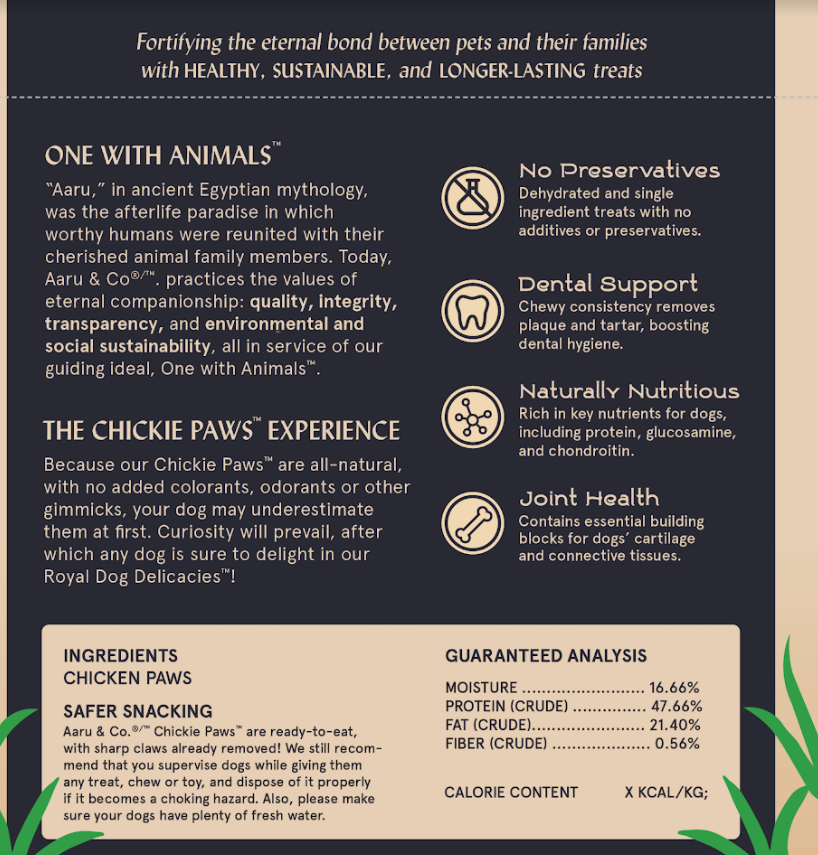 Fortifying the eternal bond between pets and their families
with HEALTHY, SUSTAINABLE, and LONGER-LASTING treats
ONE WITH ANIMALS™
“Aaru,” in ancient Egyptian mythology,
was the afterlife paradise in which
worthy humans were reunited with their
cherished animal family members. Today,
Aaru & Co®/™. practices the values of
eternal companionship: quality, integrity,
transparency, and environmental and
social sustainability, all in service of our
guiding ideal, One with Animals™.
THE CHICKIE PAWS™ EXPERIENCE
Because our Chickie Paws™ are all-natural,
with no added colorants, odorants or other
gimmicks, your dog may underestimate
them at first. Curiosity will prevail, after
which any dog is sure to delight in our
Royal Dog Delicacies™!
No Preservatives
Dehydrated and single
ingredient treats with no
additives or preservatives.
Dental Support
Chewy consistency removes
plaque and tartar, boosting
dental hygiene.
Naturally Nutritious
Rich in key nutrients for dogs,
including protein, glucosamine,
and chondroitin.
Joint Health
Contains essential building
blocks for dogs’ cartilage
and connective tissues.
INGREDIENTS
CHICKEN PAWS
SAFER SNACKING
Aaru & Co.®/™ Chickie Paws™ are ready-to-eat,
with sharp claws already removed! We still recom-
mend that you supervise dogs while giving them
any treat, chew or toy, and dispose of it properly
if it becomes a choking hazard. Also, please make
sure your dogs have plenty of fresh water.
GUARANTEED ANALYSIS
MOISTURE ........................ 16.66%
PROTEIN (CRUDE) ............... 47.66%
FAT (CRUDE)...................... 21.40%
FIBER (CRUDE) .................... 0.56%
CALORIE CONTENT X KCAL/KG;